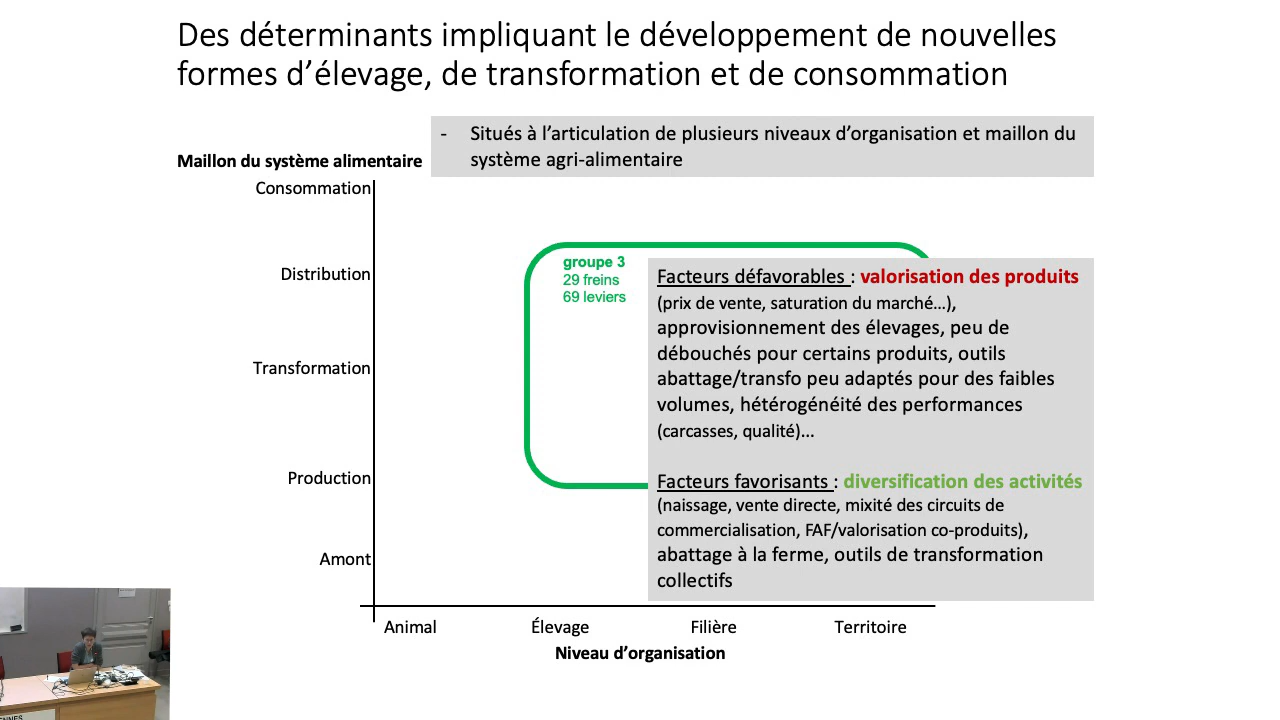 Des déterminants impliquant le développement de nouvelles
formes d’élevage, de transformation et de consommation
- Situés à l’articulation de plusieurs niveaux d’organisation et maillon du
système agri-alimentaire
Maillon du système alimentaire
Consommation
Distribution
Transformation
Production
Amont
groupe 3
29 freins
69 leviers
Facteurs défavorables : valorisation des produits
(prix de vente, saturation du marché...),
approvisionnement des élevages, peu de
débouchés pour certains produits, outils
abattage/transfo peu adaptés pour des faibles
volumes, hétérogénéité des performances
(carcasses, qualité)...
Facteurs favorisants : diversification des activités
(naissage, vente directe, mixité des circuits de
commercialisation, FAF/valorisation co-produits),
abattage à la ferme, outils de transformation
collectifs
Animal Élevage Filière Territoire
Niveau d’organisation
ENNES